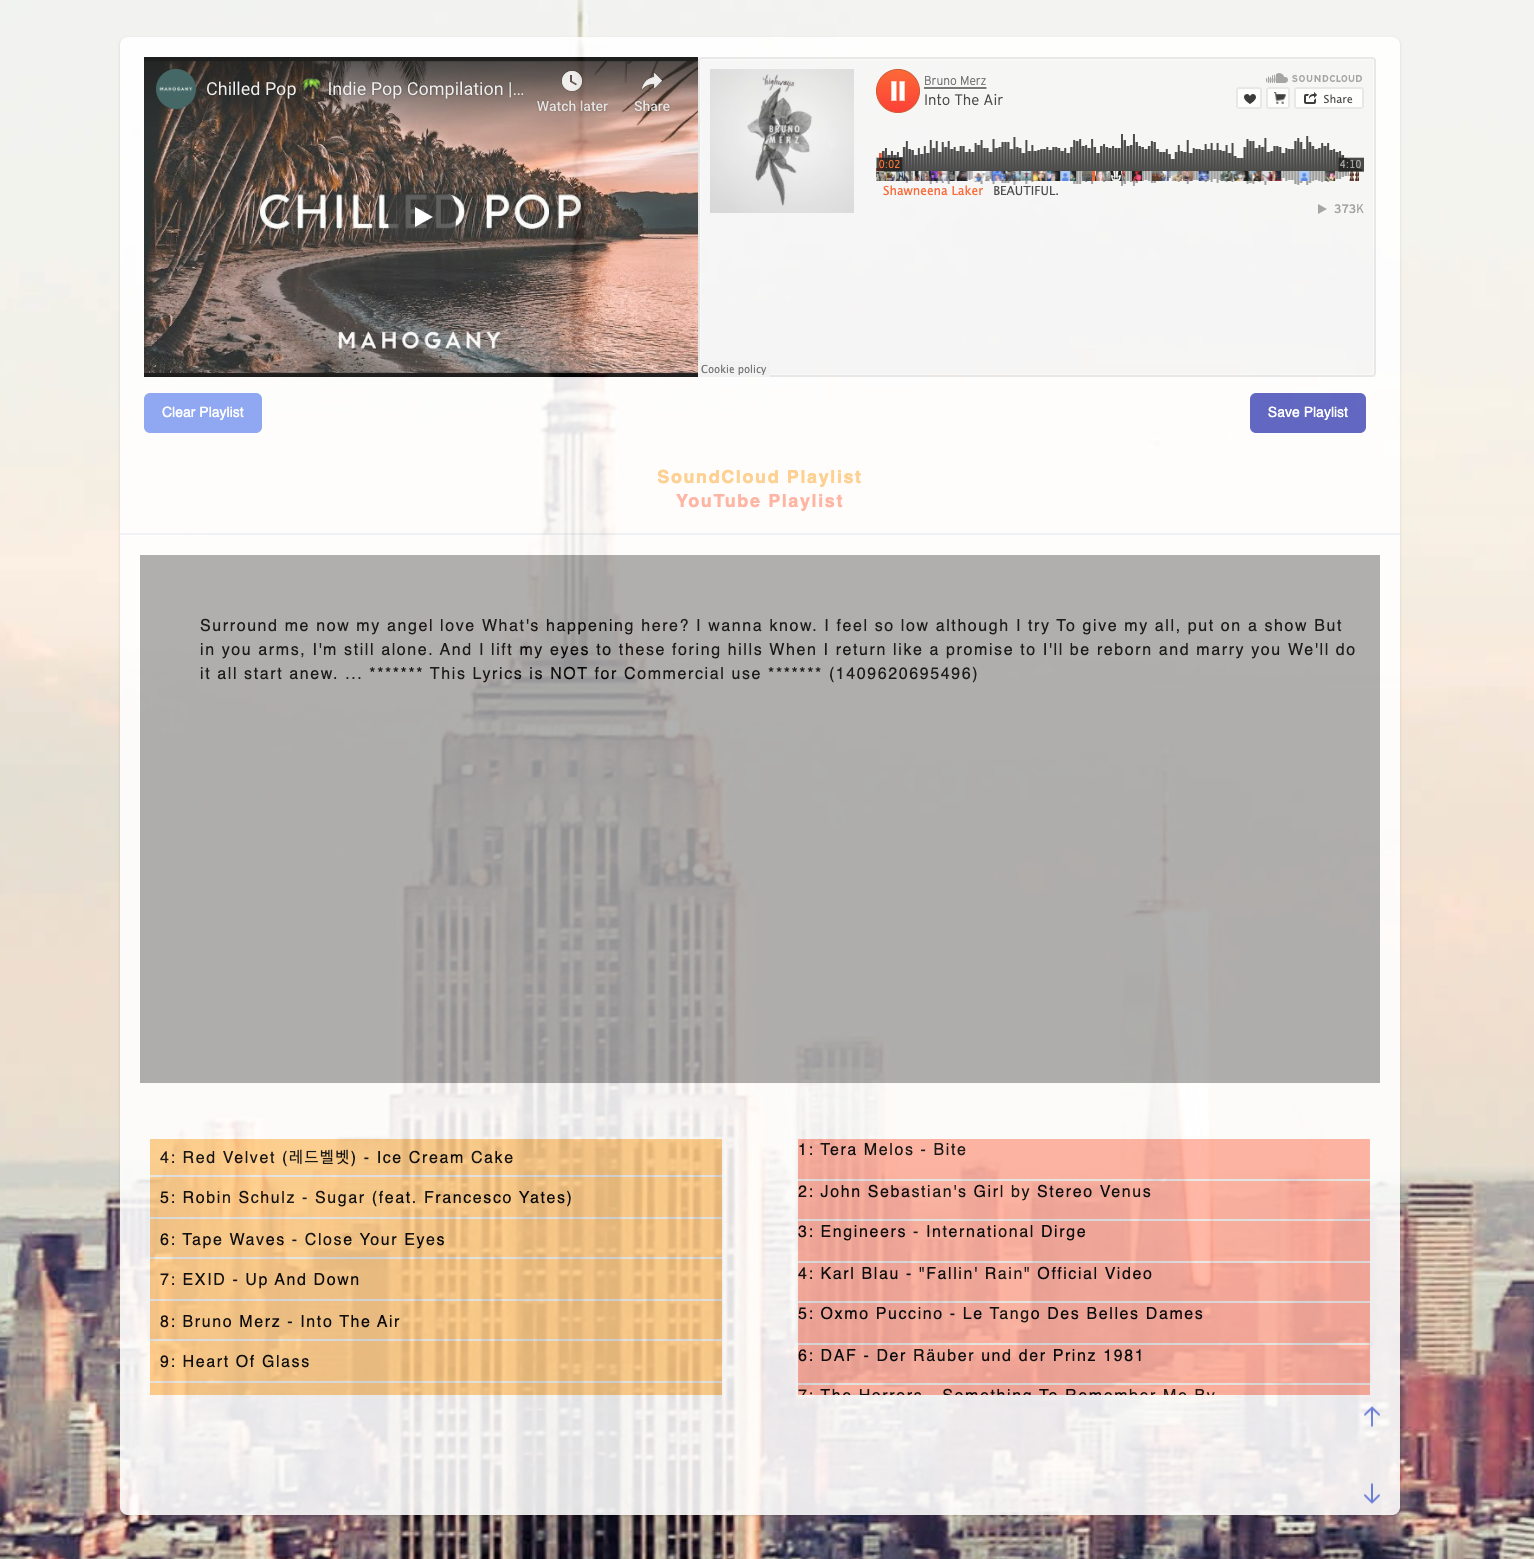 MAHOGANY
Chilled Pop 🌴 Indie Pop Compilation |...
Watch later
Share
CHILLED POP
MAHOGANY
highways
BRUNO
MERZ
Bruno Merz
Into The Air
SOUNDCLOUD
Share
0:02
4:10
Shawneena Laker BEAUTIFUL.
373K
Cookie policy
Clear Playlist
Save Playlist
SoundCloud Playlist
YouTube Playlist
Surround me now my angel love What's happening here? I wanna know. I feel so low although I try To give my all, put on a show But
in you arms, I'm still alone. And I lift my eyes to these foring hills When I return like a promise to I'll be reborn and marry you We'll do
it all start anew. ... ******* This Lyrics is NOT for Commercial use ******* (1409620695496)
4: Red Velvet (레드벨벳) - Ice Cream Cake
5: Robin Schulz - Sugar (feat. Francesco Yates)
6: Tape Waves - Close Your Eyes
7: EXID - Up And Down
8: Bruno Merz - Into The Air
9: Heart Of Glass
1: Tera Melos - Bite
2: John Sebastian's Girl by Stereo Venus
3: Engineers - International Dirge
4: Karl Blau - "Fallin' Rain" Official Video
5: Oxmo Puccino - Le Tango Des Belles Dames
6: DAF - Der Räuber und der Prinz 1981
7: The Horrors - Something To Remember Me By